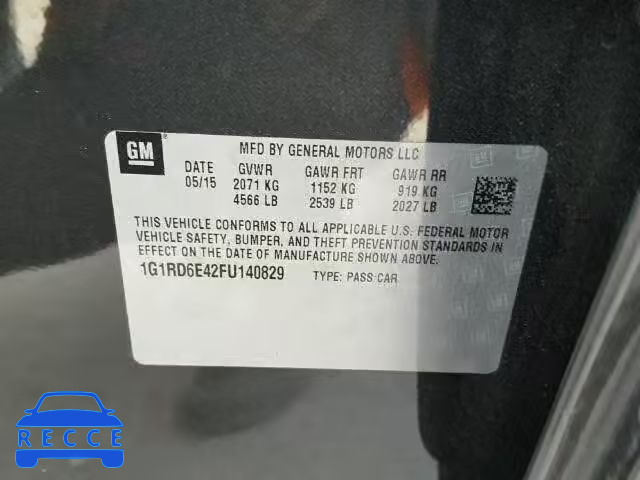 GM
MFD BY GENERAL MOTORS LLC
DATE GVWR GAWR FRT GAWR RR
05/15 2071 KG 1152 KG 919 KG
4566 LB 2539 LB 2027 LB
THIS VEHICLE CONFORMS TO ALL APPLICABLE U.S. FEDERAL MOTOR
VEHICLE SAFETY, BUMPER, AND THEFT PREVENTION STANDARDS IN
EFFECT ON THE DATE OF MANUFACTURE SHOWN ABOVE.
1G1RD6E42FU140829 TYPE: PASS CAR
RECCE